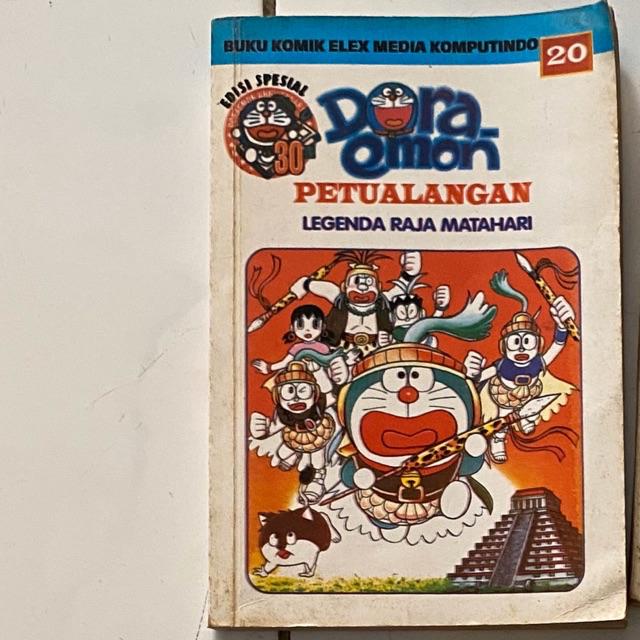 BUKU KOMIK ELEX MEDIA KOMPUTINDO
20
EDISI SPESIAL
30
Dora
emon
PETUALANGAN
LEGENDA RAJA MATAHARI